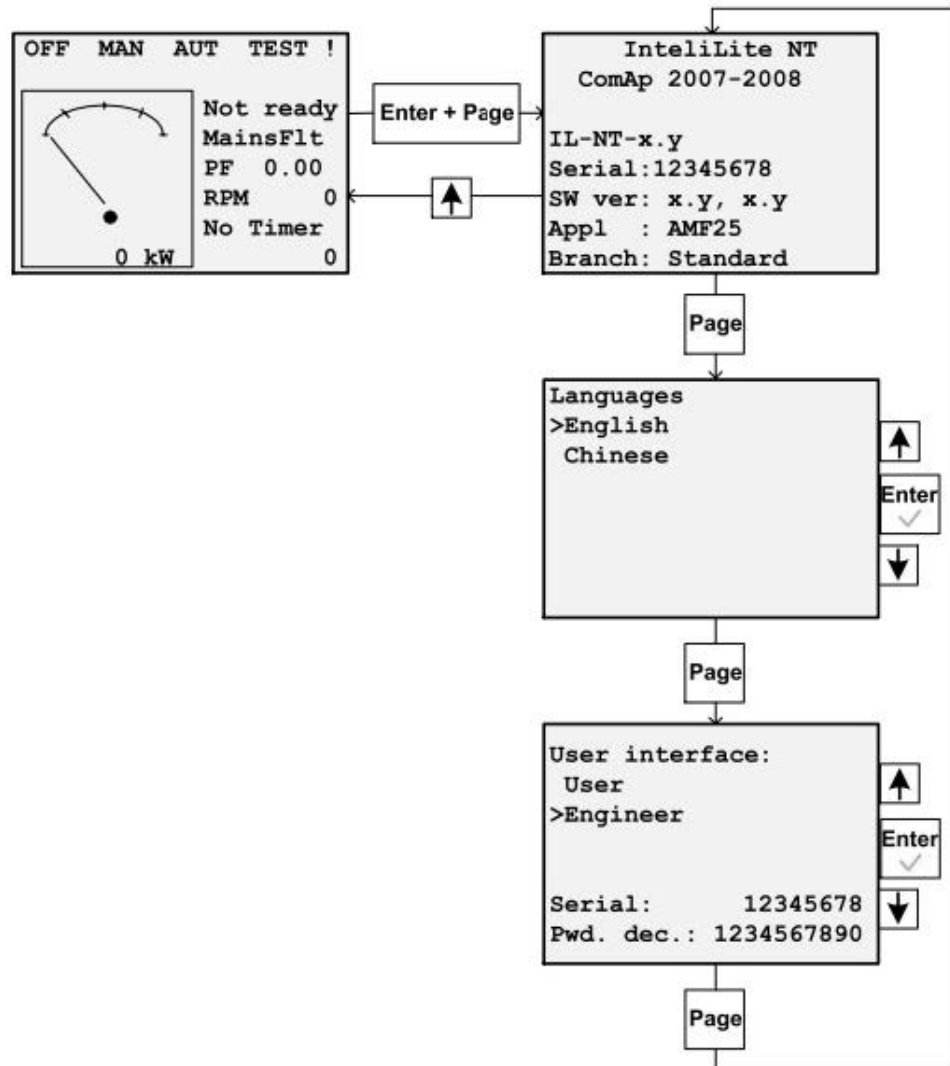 OFF MAN AUT TEST !
Not ready
MainsFlt
PF 0.00
RPM 0
No Timer
0 kW 0
Enter + Page
InteliLite NT
ComAp 2007-2008
IL-NT-x.y
Serial:12345678
SW ver: x.y, x.y
Appl : AMF25
Branch: Standard
Page
Languages
>English
Chinese
Enter
Page
User interface:
User
>Engineer
Serial: 12345678
Pwd. dec.: 1234567890
Enter
Page